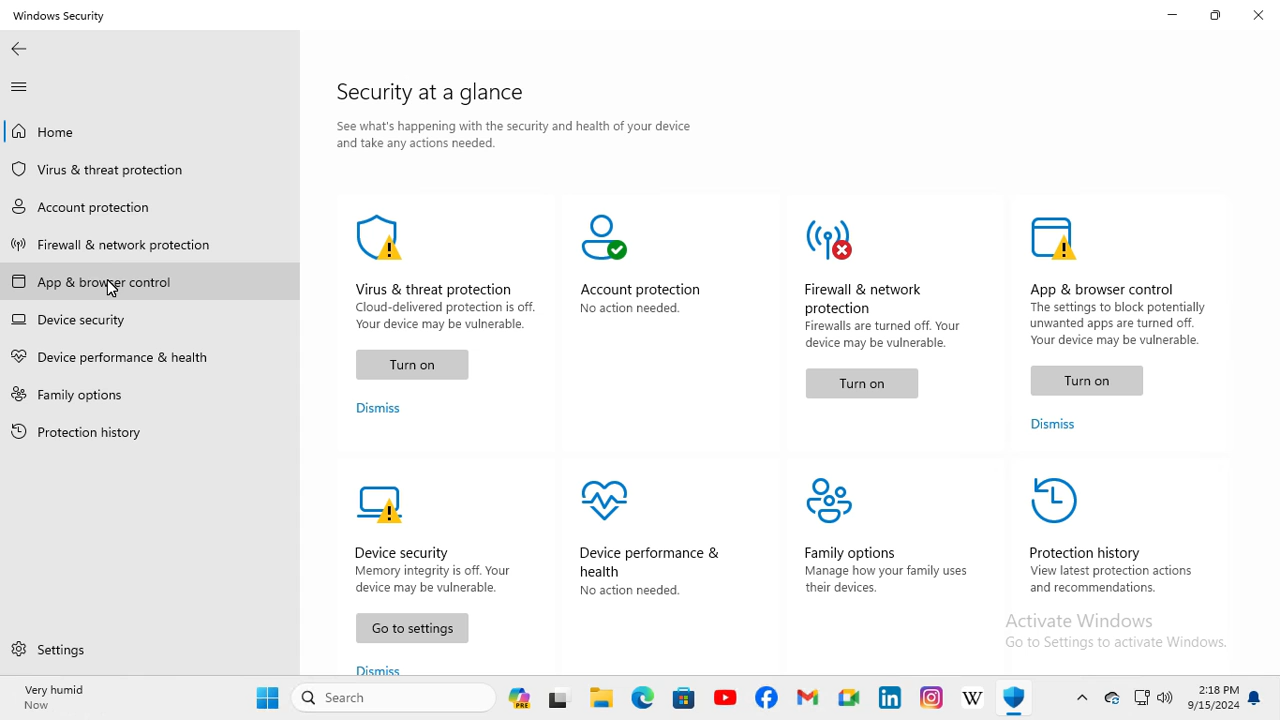 Windows Security
Home
Virus & threat protection
Account protection
Firewall & network protection
App & browser control
Device security
Device performance & health
Family options
Protection history
Settings
Security at a glance
See what's happening with the security and health of your device
and take any actions needed.
Virus & threat protection
Cloud-delivered protection is off.
Your device may be vulnerable.
Turn on
Dismiss
Account protection
No action needed.
Firewall & network
protection
Firewalls are turned off. Your
device may be vulnerable.
Turn on
App & browser control
The settings to block potentially
unwanted apps are turned off.
Your device may be vulnerable.
Turn on
Dismiss
Device security
Memory integrity is off. Your
device may be vulnerable.
Go to settings
Dismiss
Device performance &
health
No action needed.
Family options
Manage how your family uses
their devices.
Protection history
View latest protection actions
and recommendations.
Activate Windows
Go to Settings to activate Windows.
Very humid
Now
Search
PRE
W
2:18 PM
9/15/2024